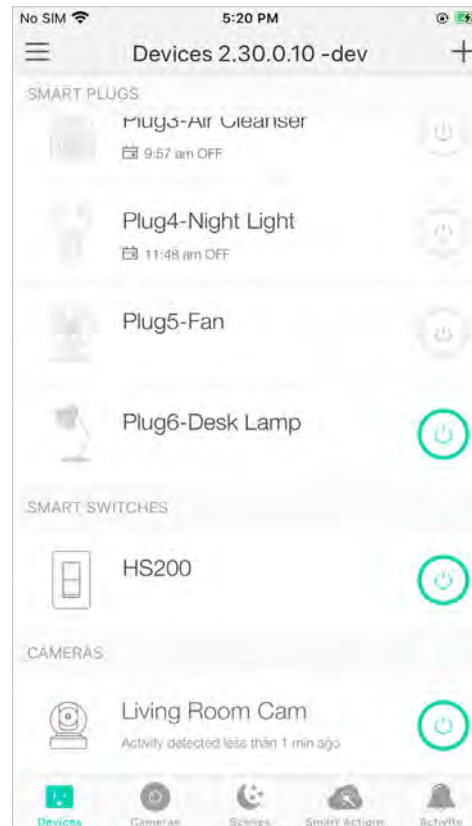 No SIM 5:20 PM
Devices 2.30.0.10 -dev
SMART PLUGS
Plug3-Air Cleanser
9:57 am OFF
Plug4-Night Light
11:48 am OFF
Plug5-Fan
Plug6-Desk Lamp
SMART SWITCHES
HS200
CAMERAS
Living Room Cam
Activity detected less than 1 min ago
Devices Cameras Scenes Smart Actions Activite